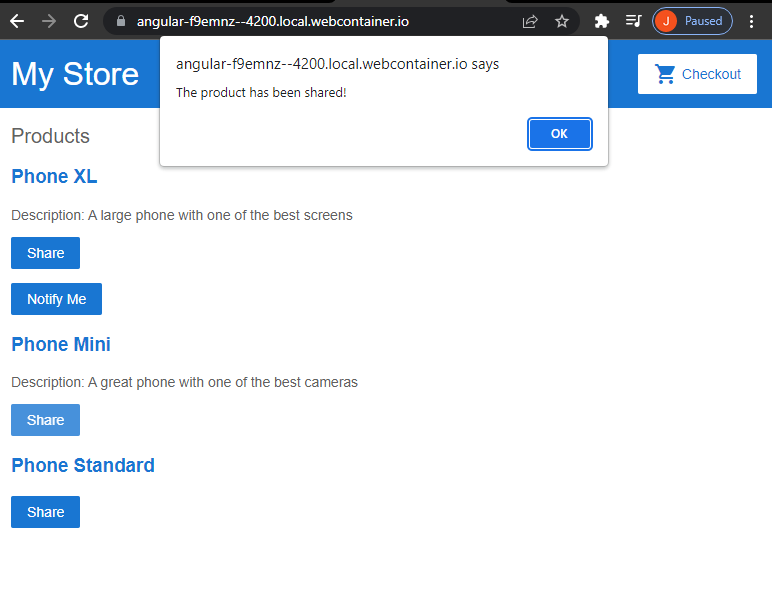 angular-f9emnz--4200.local.webcontainer.io
J Paused
angular-f9emnz--4200.local.webcontainer.io says
The product has been shared!
OK
My Store
Checkout
Products
Phone XL
Description: A large phone with one of the best screens
Share
Notify Me
Phone Mini
Description: A great phone with one of the best cameras
Share
Phone Standard
Share